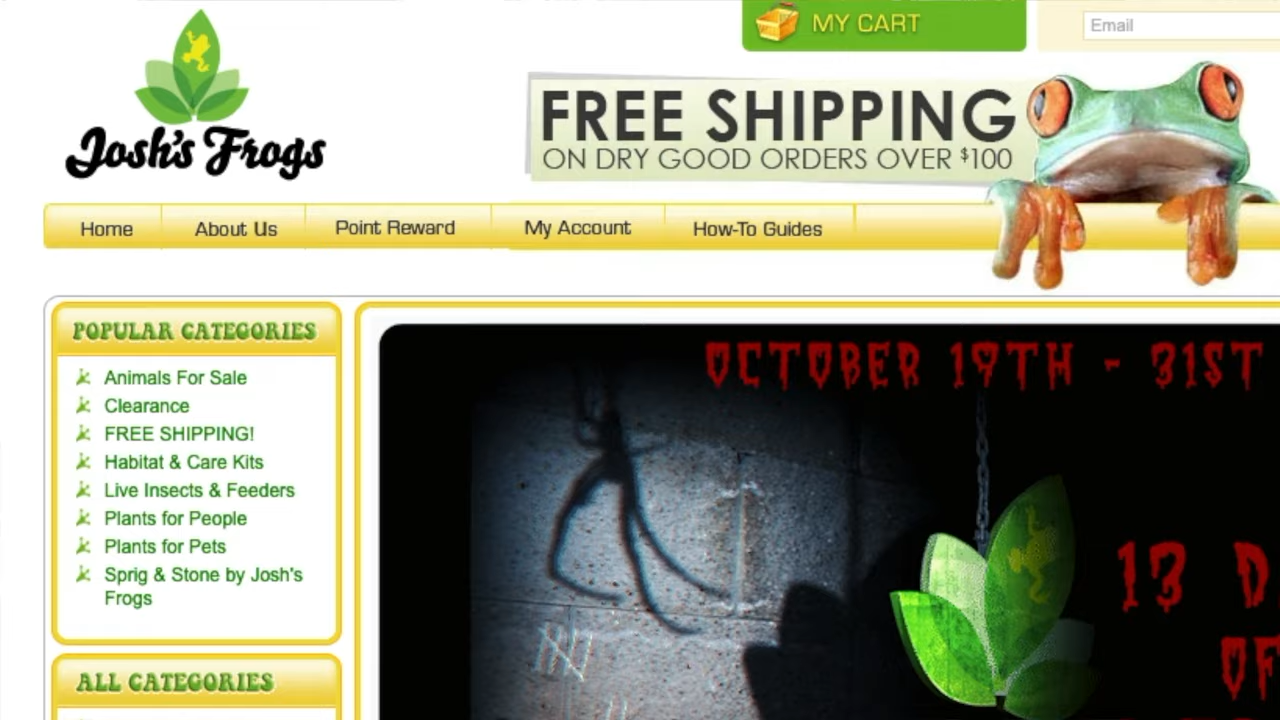 MY CART
Email
Josh's Frogs
FREE SHIPPING
ON DRY GOOD ORDERS OVER $100
Home
About Us
Point Reward
My Account
How-To Guides
POPULAR CATEGORIES
Animals For Sale
Clearance
FREE SHIPPING!
Habitat & Care Kits
Live Insects & Feeders
Plants for People
Plants for Pets
Sprig & Stone by Josh's
Frogs
ALL CATEGORIES
OCTOBER 19TH - 31ST
13 D
OF